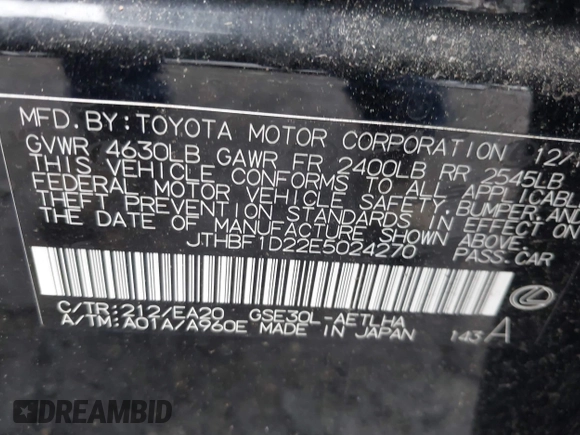 MFD. BY: TOYOTA MOTOR CORPORATION 12/
GVWR 4630LB GAWR FR 2400LB RR 2545LB
THIS VEHICLE CONFORMS TO ALL APPLICABLE
FEDERAL MOTOR VEHICLE SAFETY, BUMPER, AND
THEFT PREVENTION STANDARDS IN EFFECT ON
THE DATE OF MANUFACTURE SHOWN ABOVE.
JTHBF1D22E5024270 PASS.CAR
C/TR:212/EA20 GSE30L-AETLHA
A/TM:A01A/A960E MADE IN JAPAN 143A
DREAMBID